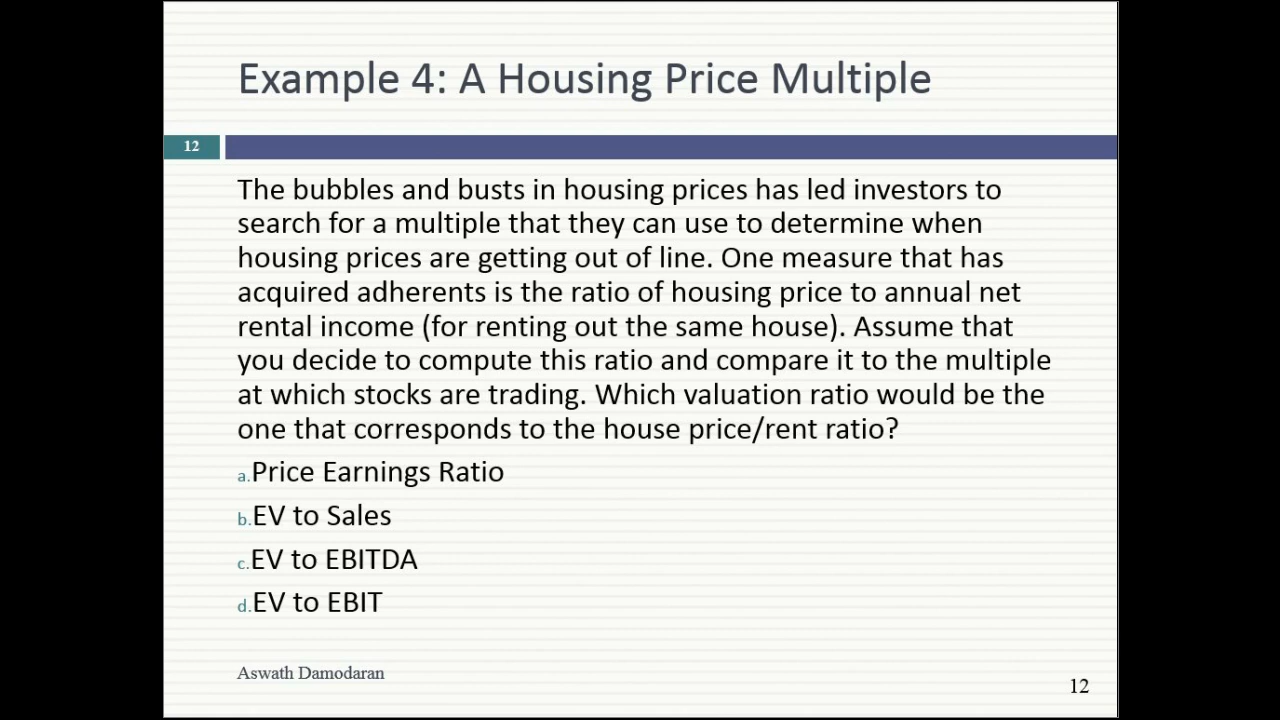 Example 4: A Housing Price Multiple
12
The bubbles and busts in housing prices has led investors to
search for a multiple that they can use to determine when
housing prices are getting out of line. One measure that has
acquired adherents is the ratio of housing price to annual net
rental income (for renting out the same house). Assume that
you decide to compute this ratio and compare it to the multiple
at which stocks are trading. Which valuation ratio would be the
one that corresponds to the house price/rent ratio?
a.Price Earnings Ratio
b.EV to Sales
c.EV to EBITDA
d.EV to EBIT
Aswath Damodaran
12